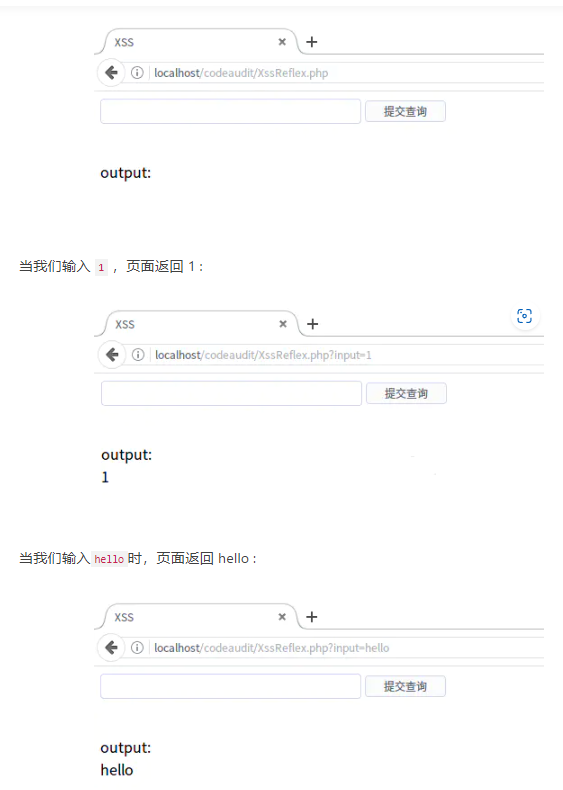 XSS
localhost/codeaudit/XssReflex.php
提交查询
output:
当我们输入 1 ，页面返回 1 :
XSS
localhost/codeaudit/XssReflex.php?input=1
提交查询
output:
1
当我们输入 hello 时，页面返回 hello :
XSS
localhost/codeaudit/XssReflex.php?input=hello
提交查询
output:
hello